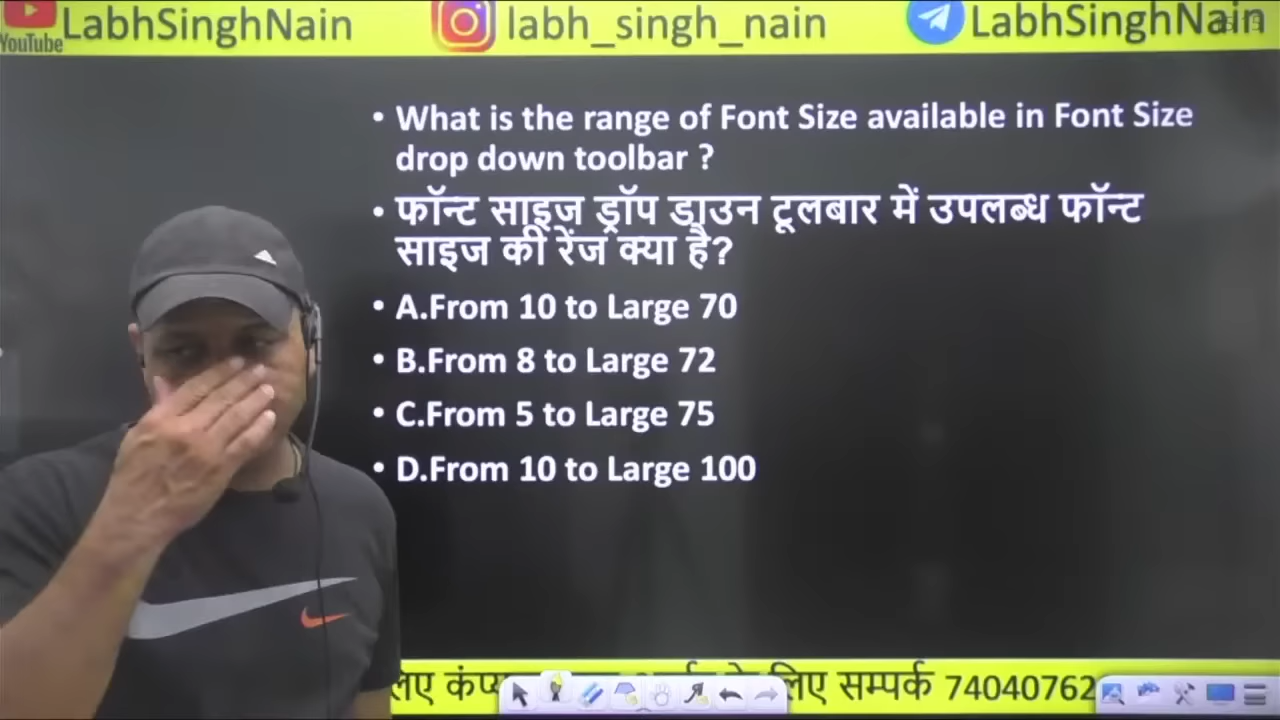 YouTube LabhSinghNain labh_singh_nain LabhSinghNain
• What is the range of Font Size available in Font Size
drop down toolbar ?
• फॉन्ट साइज ड्रॉप डाउन टूलबार में उपलब्ध फॉन्ट
साइज की रेंज क्या है?
• A.From 10 to Large 70
• B.From 8 to Large 72
• C.From 5 to Large 75
• D.From 10 to Large 100
लिए सम्पर्क 74040762